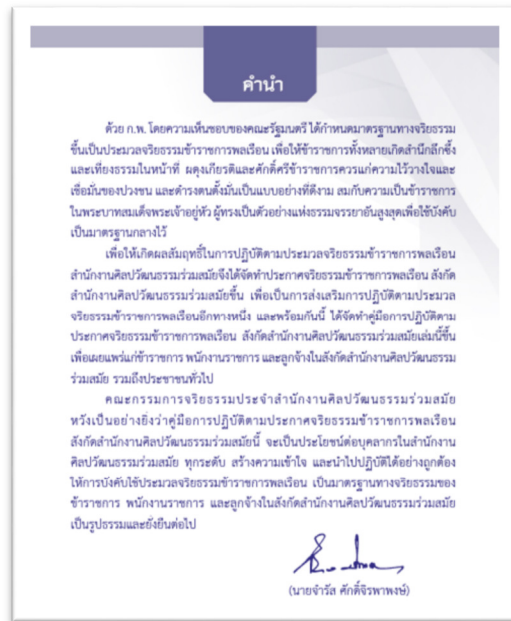 คำนำ
ด้วย ก.พ. โดยความเห็นชอบของคณะรัฐมนตรี ได้กำหนดมาตรฐานทางจริยธรรม
ขึ้นเป็นประมวลจริยธรรมข้าราชการพลเรือน เพื่อให้ข้าราชการทั้งหลายเกิดสำนึกลึกซึ้ง
และเที่ยงธรรมในหน้าที่ ผดุงเกียรติและศักดิ์ศรีข้าราชการควรแก่ความไว้วางใจและ
เชื่อมั่นของปวงชน และดำรงตนตั้งมั่นเป็นแบบอย่างที่ดีงาม สมกับความเป็นข้าราชการ
ในพระบาทสมเด็จพระเจ้าอยู่หัว ผู้ทรงเป็นตัวอย่างแห่งธรรมจรรยาอันสูงสุดเพื่อใช้บังคับ
เป็นมาตรฐานกลางไว้
เพื่อให้เกิดผลสัมฤทธิ์ในการปฏิบัติตามประมวลจริยธรรมข้าราชการพลเรือน
สำนักงานศิลปวัฒนธรรมร่วมสมัยจึงได้จัดทำประกาศจริยธรรมข้าราชการพลเรือน สังกัด
สำนักงานศิลปวัฒนธรรมร่วมสมัยขึ้น เพื่อเป็นการส่งเสริมการปฏิบัติตามประมวล
จริยธรรมข้าราชการพลเรือนอีกทางหนึ่ง และพร้อมกันนี้ ได้จัดทำคู่มือการปฏิบัติตาม
ประกาศจริยธรรมข้าราชการพลเรือน สังกัดสำนักงานศิลปวัฒนธรรมร่วมสมัยเล่มนี้ขึ้น
เพื่อเผยแพร่แก่ข้าราชการ พนักงานราชการ และลูกจ้างในสังกัดสำนักงานศิลปวัฒนธรรม
ร่วมสมัย รวมถึงประชาชนทั่วไป
คณะกรรมการจริยธรรมประจำสำนักงานศิลปวัฒนธรรมร่วมสมัย
หวังเป็นอย่างยิ่งว่าคู่มือการปฏิบัติตามประกาศจริยธรรมข้าราชการพลเรือน
สังกัดสำนักงานศิลปวัฒนธรรมร่วมสมัยนี้ จะเป็นประโยชน์ต่อบุคลากรในสำนักงาน
ศิลปวัฒนธรรมร่วมสมัย ทุกระดับ สร้างความเข้าใจ และนำไปปฏิบัติได้อย่างถูกต้อง
ให้การบังคับใช้ประมวลจริยธรรมข้าราชการพลเรือน เป็นมาตรฐานทางจริยธรรมของ
ข้าราชการ พนักงานราชการ และลูกจ้างในสังกัดสำนักงานศิลปวัฒนธรรมร่วมสมัย
เป็นรูปธรรมและยั่งยืนต่อไป
(นายจำรัส ศักดิ์จิรพาพงษ์)